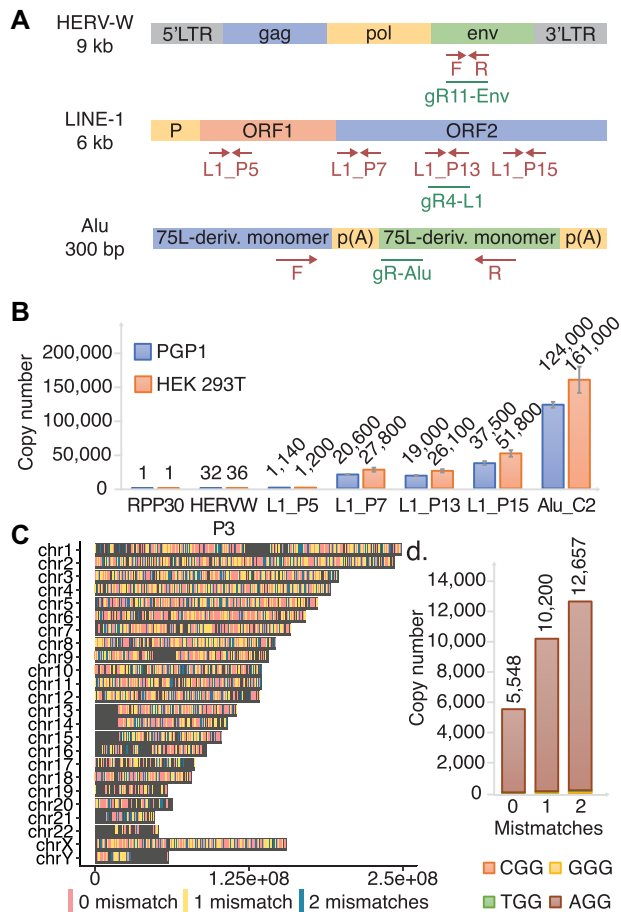 A
HERV-W
9 kb
5'LTR gag pol env 3'LTR
F R
gR11-Env
LINE-1
6 kb
P ORF1 ORF2
L1_P5 L1_P7 L1_P13 L1_P15
gR4-L1
Alu
300 bp
75L-deriv. monomer p(A) 75L-deriv. monomer p(A)
F gR-Alu R
B
Copy number
200,000
150,000
100,000
50,000
0
PGP1
HEK 293T
1 1 32 36 1,140 1,200 20,600 27,800 19,000 26,100 37,500 51,800 124,000 161,000
RPP30 HERVW L1_P5 L1_P7 L1_P13 L1_P15 Alu_C2
P3
C
chr1
chr2
chr3
chr4
chr5
chr6
chr7
chr8
chr9
chr10
chr11
chr12
chr13
chr14
chr15
chr16
chr17
chr18
chr19
chr20
chr21
chr22
chrX
chrY
0 1.25e+08 2.5e+08
0 mismatch 1 mismatch 2 mismatches
d.
Copy number
14,000
12,000
10,000
8,000
6,000
4,000
2,000
0
5,548 10,200 12,657
0 1 2
Mistmatches
CGG GGG
TGG AGG